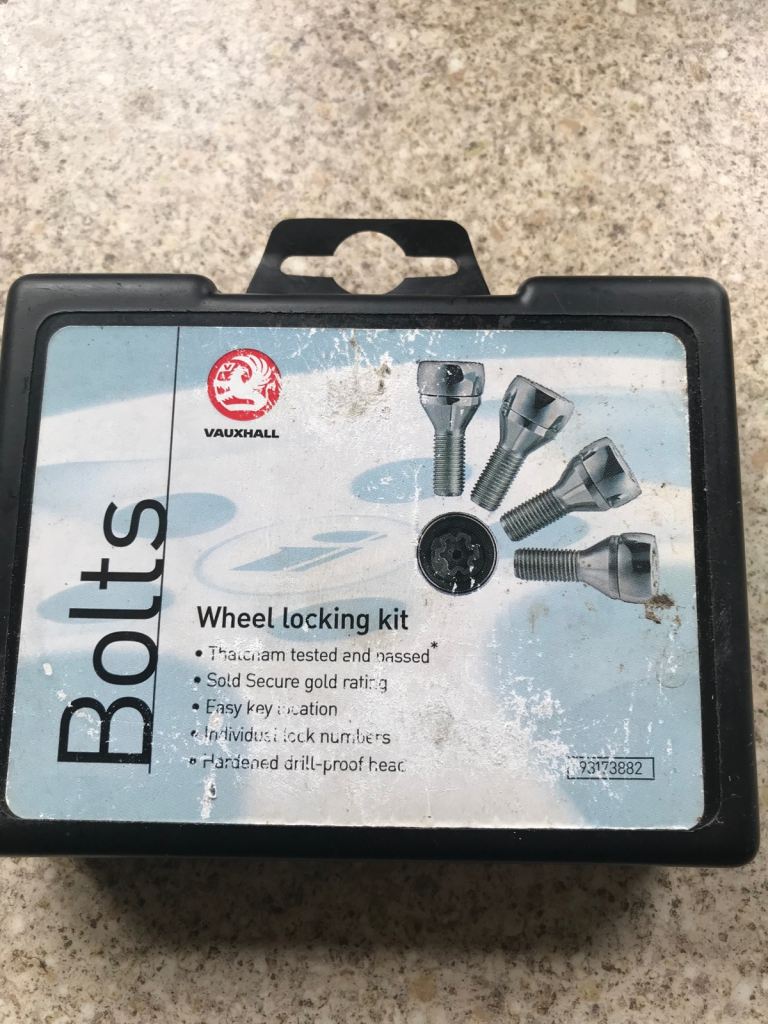 VAUXHALL
Bolts
Wheel locking kit
• Thatcham tested and passed*
• Sold Secure gold rating
• Easy key location
• Individual lock numbers
• Hardened drill-proof head
93173882